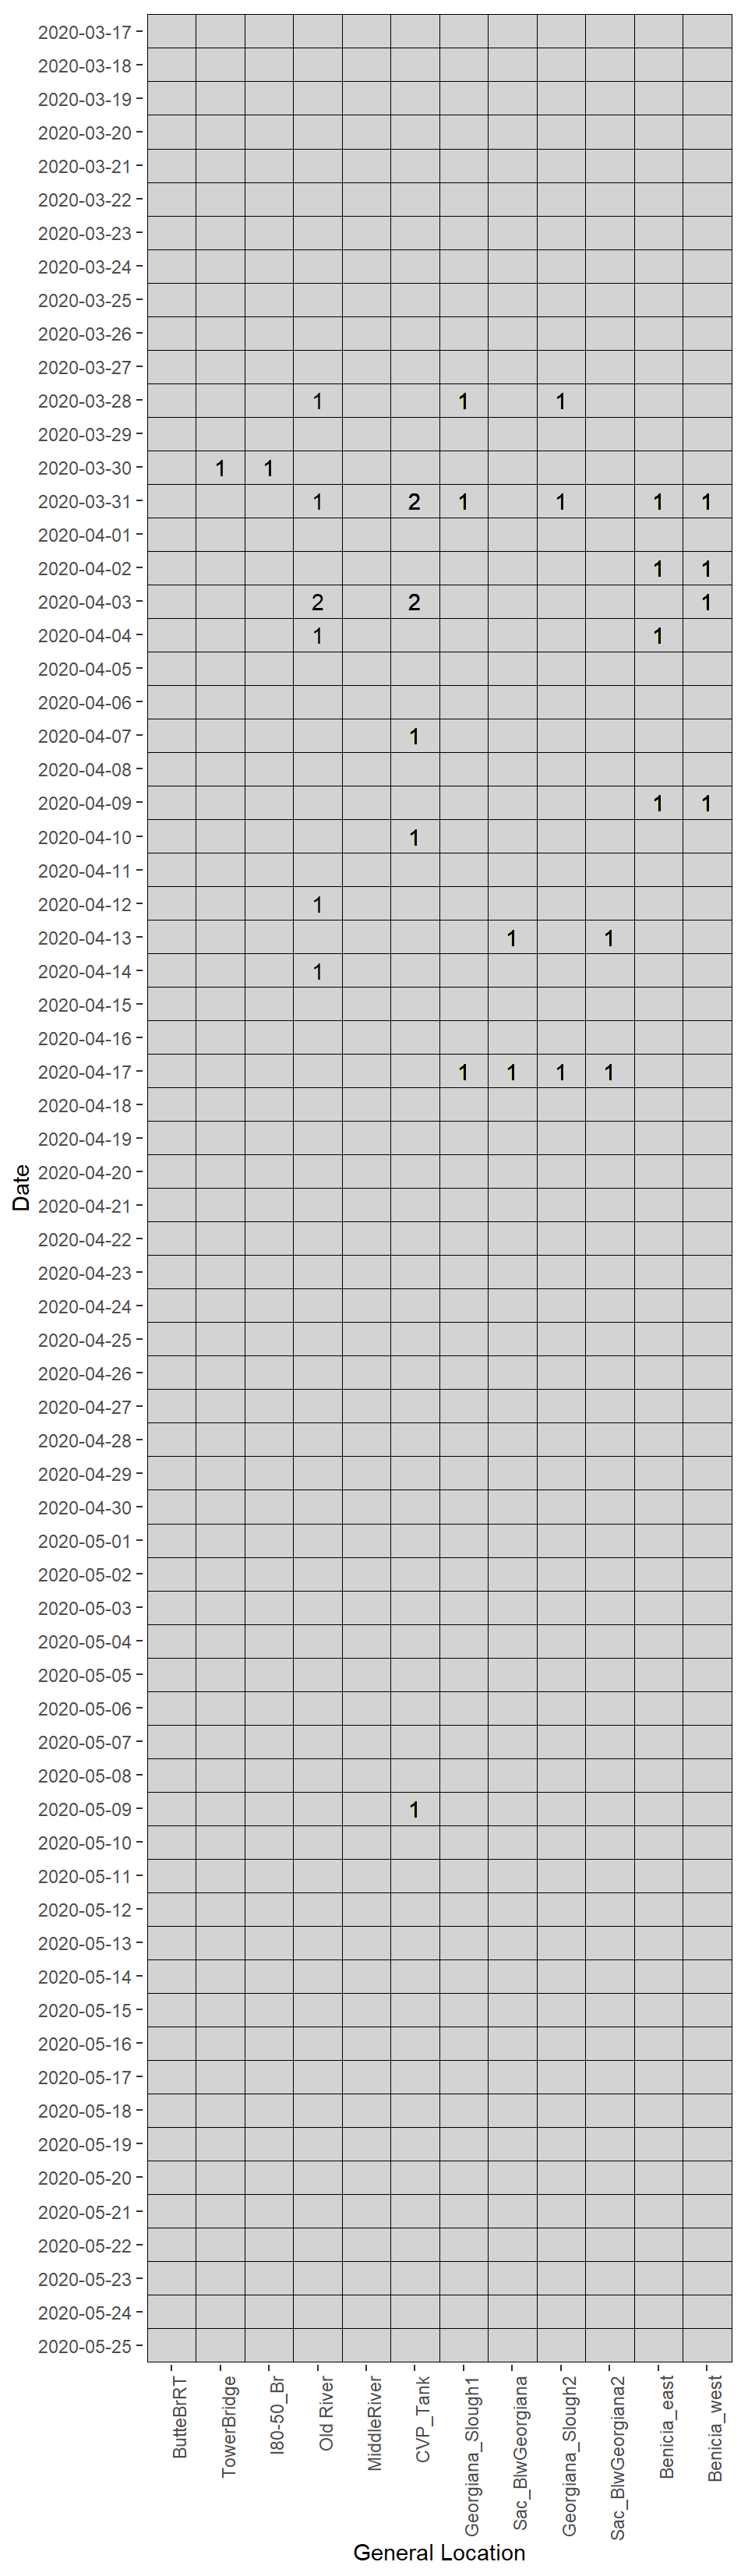 2020-03-17
2020-03-18
2020-03-19
2020-03-20
2020-03-21
2020-03-22
2020-03-23
2020-03-24
2020-03-25
2020-03-26
2020-03-27
2020-03-28 1 1 1
2020-03-29
2020-03-30 1 1
2020-03-31 1 2 1 1 1 1
2020-04-01
2020-04-02 1 1
2020-04-03 2 2 1
2020-04-04 1 1
2020-04-05
2020-04-06
2020-04-07 1
2020-04-08
2020-04-09 1 1
2020-04-10 1
2020-04-11
2020-04-12 1
2020-04-13 1 1
2020-04-14 1
2020-04-15
2020-04-16
2020-04-17 1 1 1 1
2020-04-18
2020-04-19
2020-04-20
Date
2020-04-21
2020-04-22
2020-04-23
2020-04-24
2020-04-25
2020-04-26
2020-04-27
2020-04-28
2020-04-29
2020-04-30
2020-05-01
2020-05-02
2020-05-03
2020-05-04
2020-05-05
2020-05-06
2020-05-07
2020-05-08
2020-05-09 1
2020-05-10
2020-05-11
2020-05-12
2020-05-13
2020-05-14
2020-05-15
2020-05-16
2020-05-17
2020-05-18
2020-05-19
2020-05-20
2020-05-21
2020-05-22
2020-05-23
2020-05-24
2020-05-25
ButteBrRT
TowerBridge
I80-50_Br
Old River
MiddleRiver
CVP_Tank
Georgiana_Slough1
Sac_BlwGeorgiana
Georgiana_Slough2
Sac_BlwGeorgiana2
Benicia_east
Benicia_west
General Location